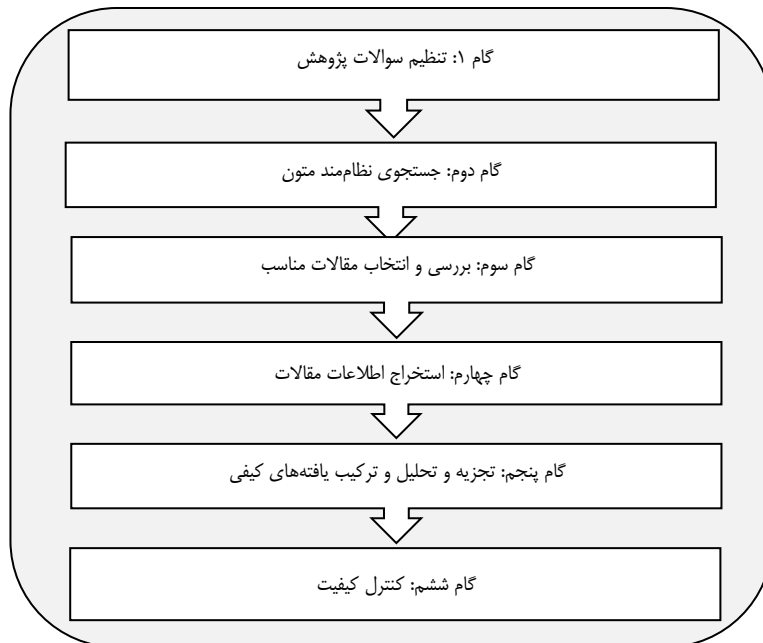 گام ۱: تنظیم سوالات پژوهش
گام دوم: جستجوی نظام‌مند متون
گام سوم: بررسی و انتخاب مقالات مناسب
گام چهارم: استخراج اطلاعات مقالات
گام پنجم: تجزیه و تحلیل و ترکیب یافته‌های کیفی
گام ششم: کنترل کیفیت